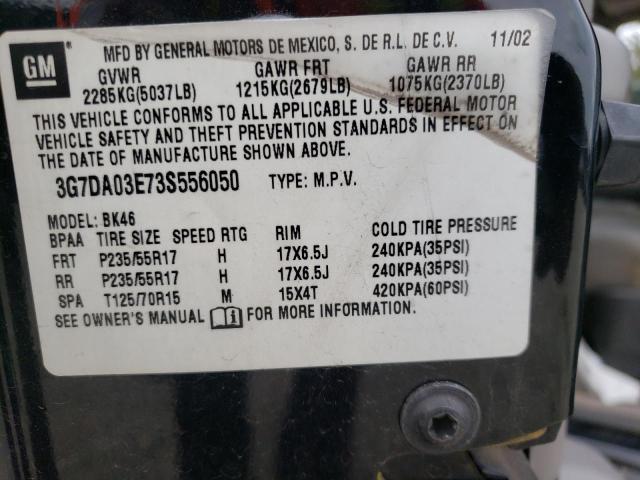 GM
MFD BY GENERAL MOTORS DE MEXICO, S. DE R.L. DE C.V. 11/02
GVWR GAWR FRT GAWR RR
2285KG(5037LB) 1215KG(2679LB) 1075KG(2370LB)
THIS VEHICLE CONFORMS TO ALL APPLICABLE U.S. FEDERAL MOTOR
VEHICLE SAFETY AND THEFT PREVENTION STANDARDS IN EFFECT ON
THE DATE OF MANUFACTURE SHOWN ABOVE.
3G7DA03E73S556050 TYPE: M.P.V.
MODEL: BK46
BPAA TIRE SIZE SPEED RTG RIM COLD TIRE PRESSURE
FRT P235/55R17 H 17X6.5J 240KPA(35PSI)
RR P235/55R17 H 17X6.5J 240KPA(35PSI)
SPA T125/70R15 M 15X4T 420KPA(60PSI)
SEE OWNER'S MANUAL FOR MORE INFORMATION.